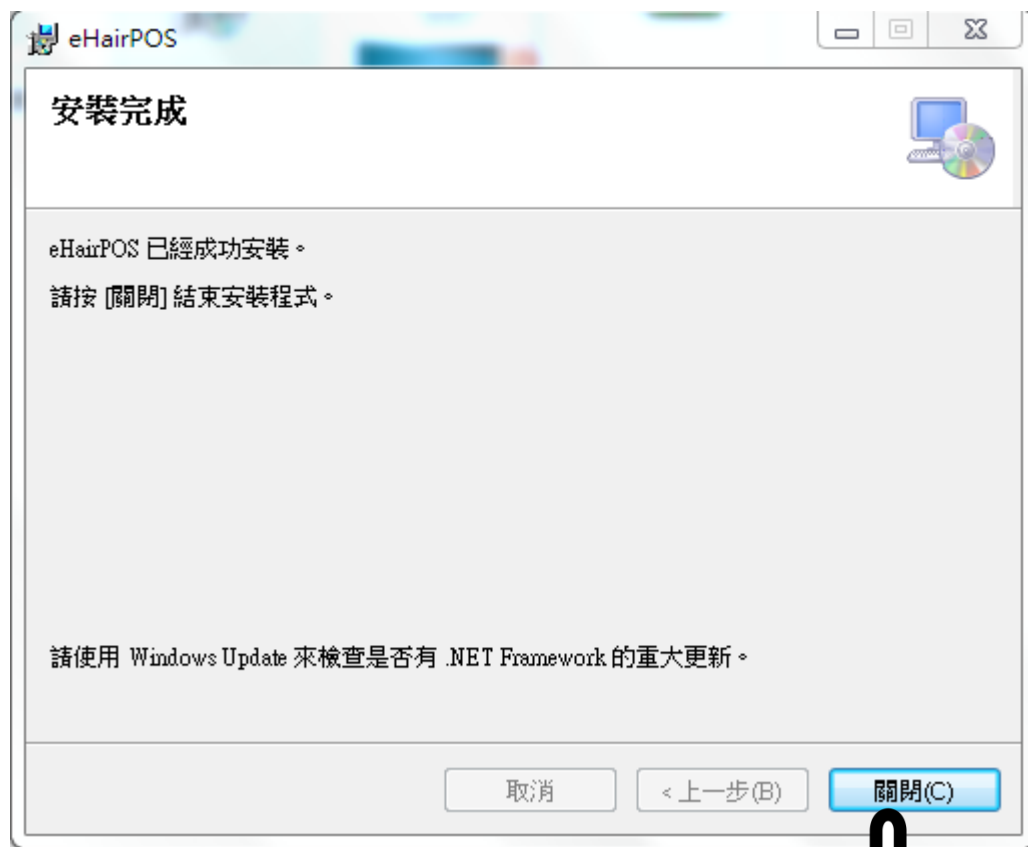 eHairPOS
安裝完成
eHairPOS 已經成功安裝。
請按 [關閉] 結束安裝程式。
請使用 Windows Update 來檢查是否有 .NET Framework 的重大更新。
取消
< 上一步(B)
關閉(C)